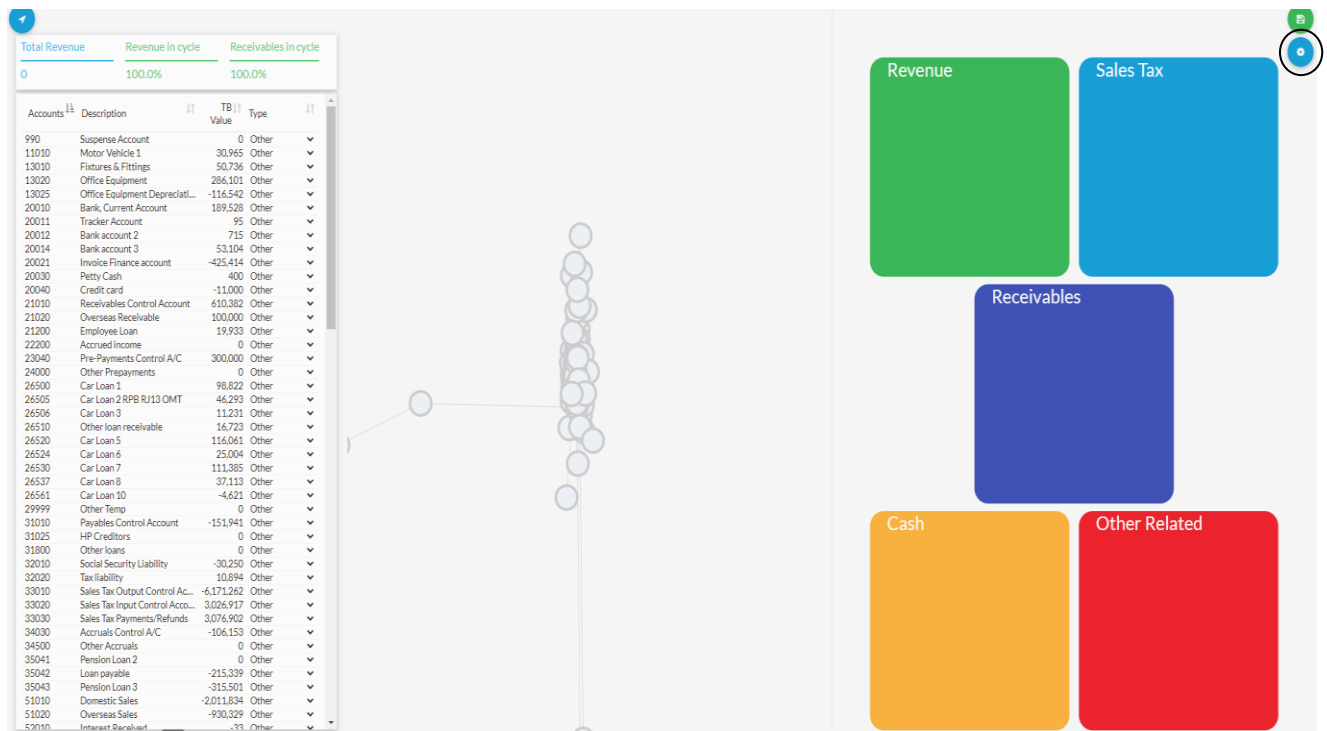 Total Revenue Revenue in cycle Receivables in cycle
0 100.0% 100.0%
Accounts Description TB Value Type
990 Suspense Account 0 Other
11010 Motor Vehicle 1 30,965 Other
13010 Fixtures & Fittings 50,736 Other
13020 Office Equipment 286,101 Other
13025 Office Equipment Depreciati... -116,542 Other
20010 Bank, Current Account 189,528 Other
20011 Tracker Account 95 Other
20012 Bank account 2 715 Other
20014 Bank account 3 53,104 Other
20021 Invoice Finance account -425,414 Other
20030 Petty Cash 400 Other
20040 Credit card -11,000 Other
21010 Receivables Control Account 610,382 Other
21020 Overseas Receivable 100,000 Other
21200 Employee Loan 19,933 Other
22200 Accrued income 0 Other
23040 Pre-Payments Control A/C 300,000 Other
24000 Other Prepayments 0 Other
26500 Car Loan 1 98,822 Other
26505 Car Loan 2 RPB RJ13 OMT 46,293 Other
26506 Car Loan 3 11,231 Other
26510 Other loan receivable 16,723 Other
26520 Car Loan 5 116,061 Other
26524 Car Loan 6 25,004 Other
26530 Car Loan 7 111,385 Other
26537 Car Loan 8 37,113 Other
26561 Car Loan 10 -4,621 Other
29999 Other Temp 0 Other
31010 Payables Control Account -151,941 Other
31025 HP Creditors 0 Other
31800 Other loans 0 Other
32010 Social Security Liability -30,250 Other
32020 Tax liability 10,894 Other
33010 Sales Tax Output Control Ac... -6,171,262 Other
33020 Sales Tax Input Control Acco... 3,026,917 Other
33030 Sales Tax Payments/Refunds 3,076,902 Other
34030 Accruals Control A/C -106,153 Other
34500 Other Accruals 0 Other
35041 Pension Loan 2 0 Other
35042 Loan payable -215,339 Other
35043 Pension Loan 3 -315,501 Other
51010 Domestic Sales -2,011,834 Other
51020 Overseas Sales -930,329 Other
52010 Interest Received -33 Other
Revenue Sales Tax
Receivables
Cash Other Related